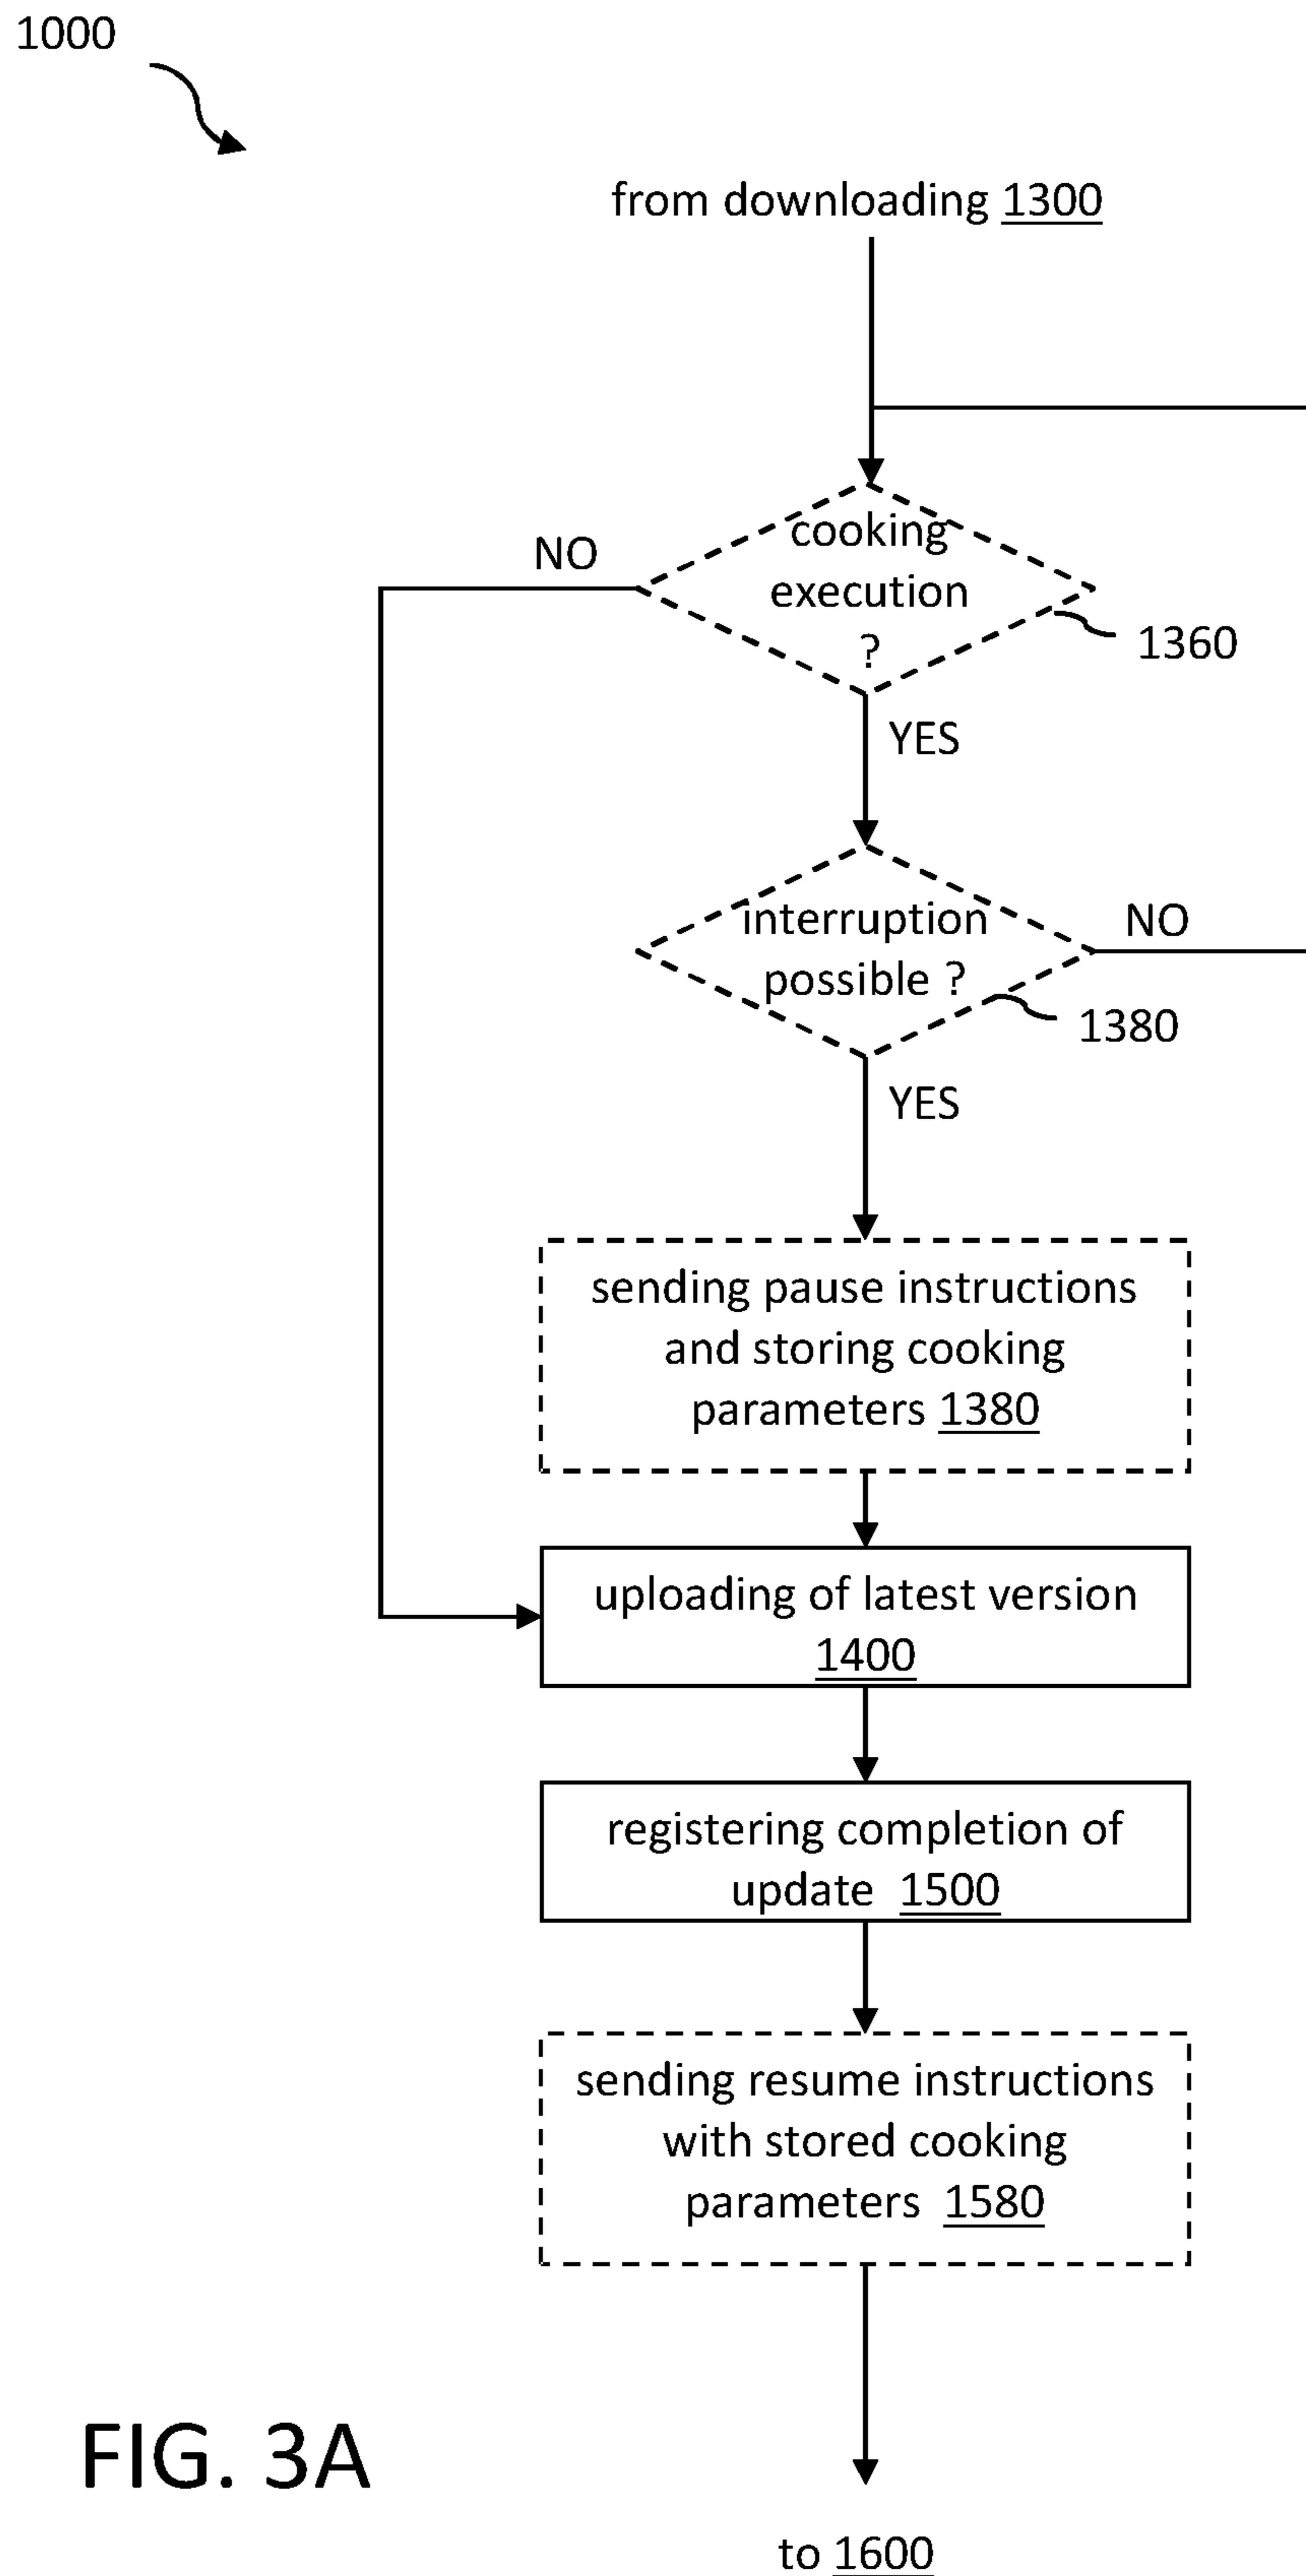 1000
from downloading 1300
NO
cooking
execution
?
1360
YES
interruption
possible ?
NO
1380
YES
sending pause instructions
and storing cooking
parameters 1380
uploading of latest version
1400
registering completion of
update 1500
sending resume instructions
with stored cooking
parameters 1580
FIG. 3A
to 1600